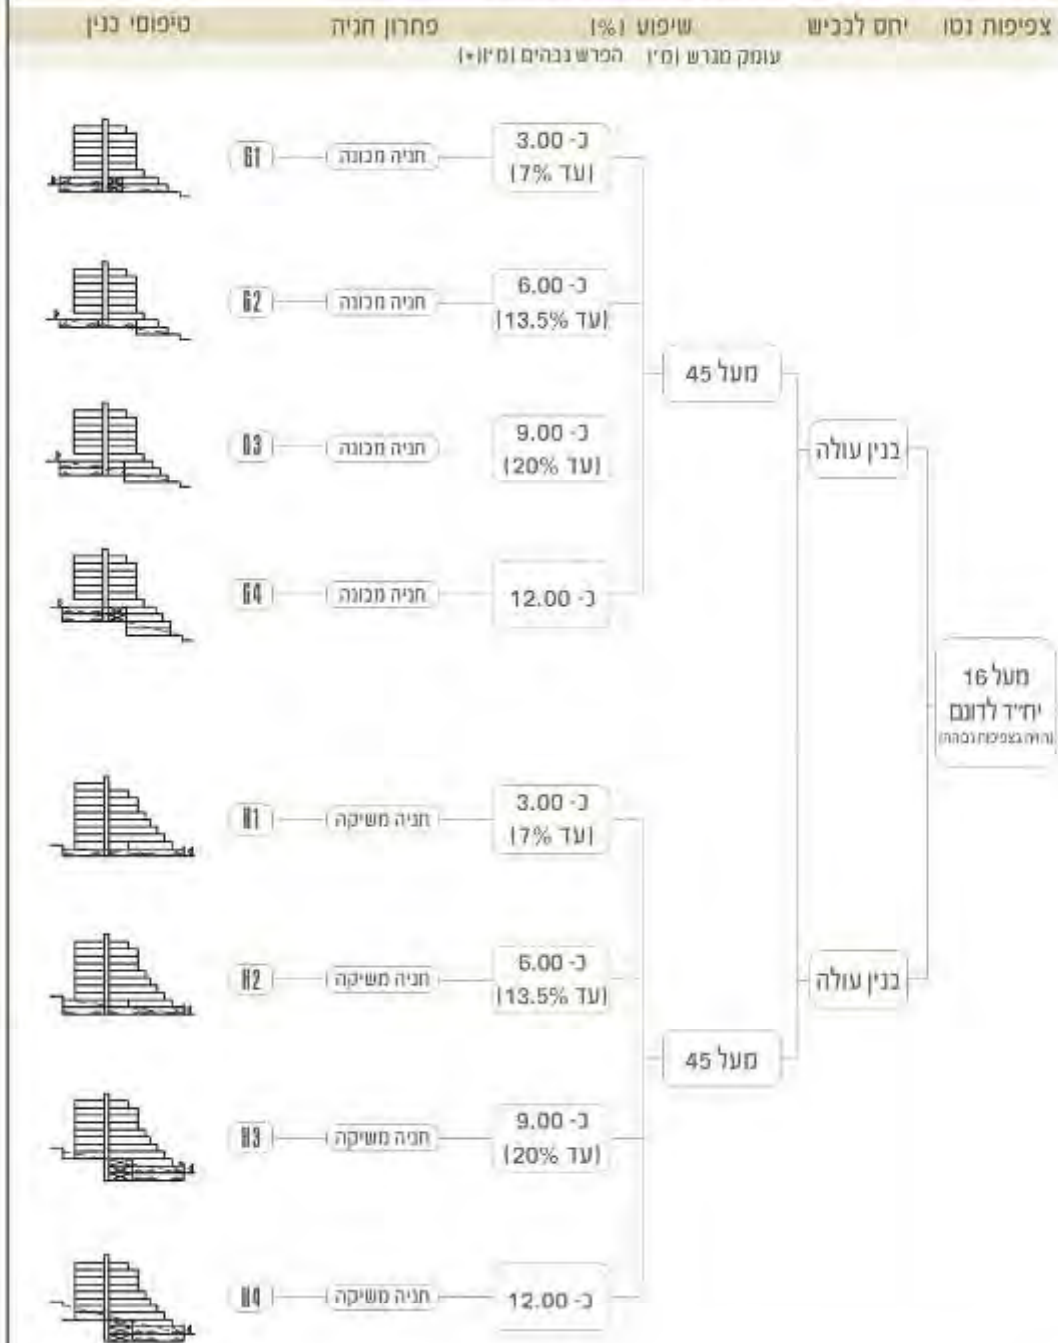 צפיפות נטו יחס לכביש שיפוע (%) פתרון חניה טיפוסי בנין
עומק מגרש (מ') הפרש גבהים (מ')(+)
כ- 3.00
(עד 7%)
חניה מכונה
G1
כ- 6.00
(עד 13.5%)
חניה מכונה
G2
מעל 45
כ- 9.00
(עד 20%)
חניה מכונה
G3
בנין עולה
כ- 12.00
חניה מכונה
G4
מעל 16
יח״ד לדונם
כ- 3.00
(עד 7%)
חניה משיקה
H1
כ- 6.00
(עד 13.5%)
חניה משיקה
H2
בנין עולה
מעל 45
כ- 9.00
(עד 20%)
חניה משיקה
H3
כ- 12.00
חניה משיקה
H4